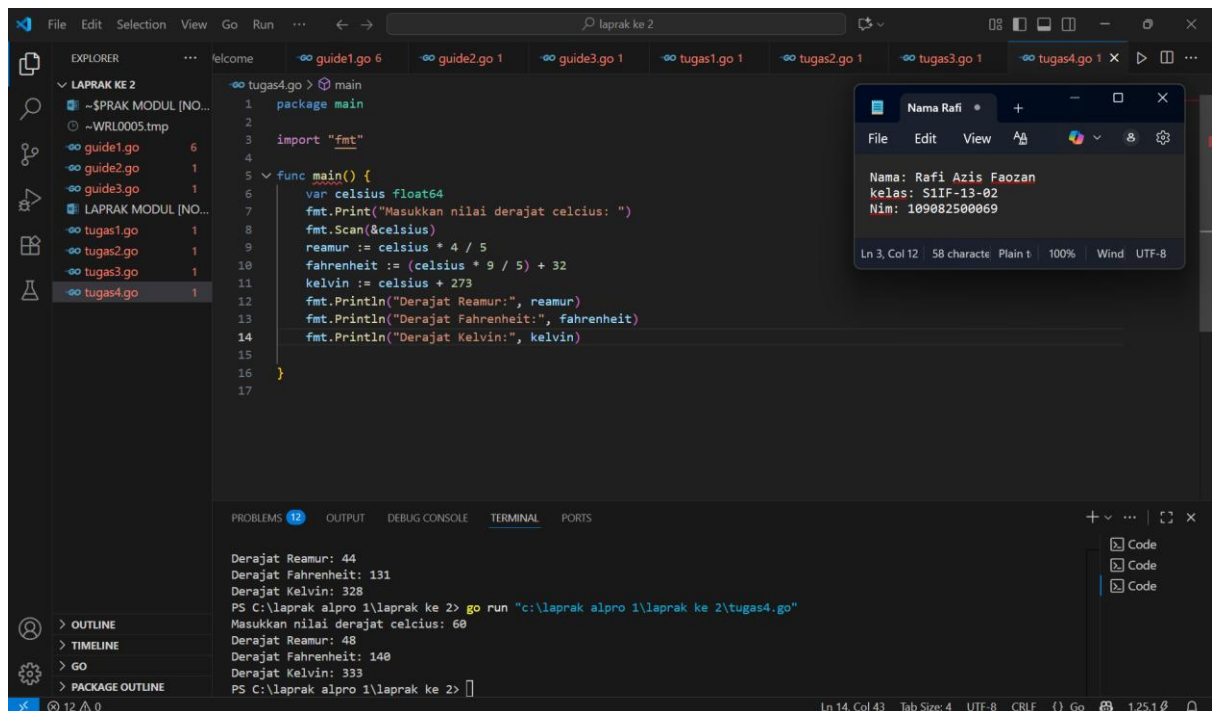 File Edit Selection View Go Run ... laprak ke 2
EXPLORER
LAPRAK KE 2
~$PRAK MODUL [NO...
~WRL0005.tmp
guide1.go 6
guide2.go 1
guide3.go 1
LAPRAK MODUL [NO...
tugas1.go 1
tugas2.go 1
tugas3.go 1
tugas4.go 1
OUTLINE
TIMELINE
GO
PACKAGE OUTLINE
elcome guide1.go 6 guide2.go 1 guide3.go 1 tugas1.go 1 tugas2.go 1 tugas3.go 1 tugas4.go 1
tugas4.go > main
1 package main
2
3 import "fmt"
4
5 func main() {
6 var celsius float64
7 fmt.Print("Masukkan nilai derajat celcius: ")
8 fmt.Scan(&celsius)
9 reamur := celsius * 4 / 5
10 fahrenheit := (celsius * 9 / 5) + 32
11 kelvin := celsius + 273
12 fmt.Println("Derajat Reamur:", reamur)
13 fmt.Println("Derajat Fahrenheit:", fahrenheit)
14 fmt.Println("Derajat Kelvin:", kelvin)
15
16 }
17
Nama Rafi
File Edit View
Nama: Rafi Azis Faozan
kelas: S1IF-13-02
Nim: 109082500069
Ln 3, Col 12 58 characte Plain t 100% Wind UTF-8
PROBLEMS 12 OUTPUT DEBUG CONSOLE TERMINAL PORTS
Code
Code
Code
Derajat Reamur: 44
Derajat Fahrenheit: 131
Derajat Kelvin: 328
PS C:\laprak alpro 1\laprak ke 2> go run "c:\laprak alpro 1\laprak ke 2\tugas4.go"
Masukkan nilai derajat celcius: 60
Derajat Reamur: 48
Derajat Fahrenheit: 140
Derajat Kelvin: 333
PS C:\laprak alpro 1\laprak ke 2>
12 0 Ln 14, Col 43 Tab Size: 4 UTF-8 CRLF {} Go 1.25.1